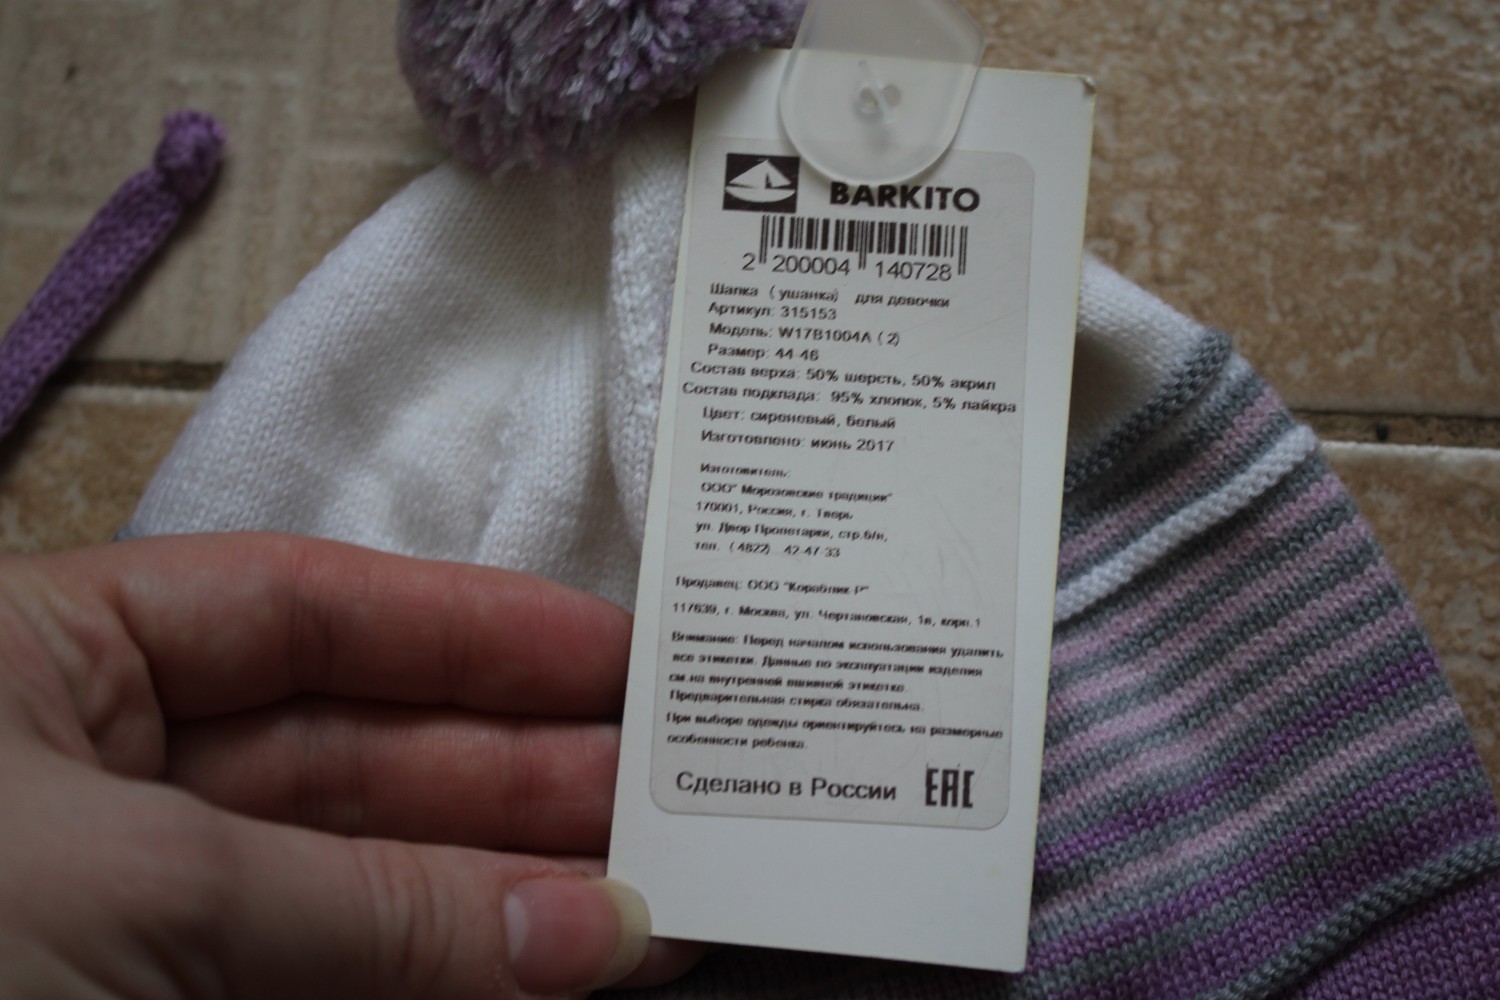 BARKITO
2 200004 140728
Шапка ( ушанка) для девочки
Артикул: 315153
Модель: W17B1004A ( 2)
Размер: 44-46
Состав верха: 50% шерсть, 50% акрил
Состав подклада: 95% хлопок, 5% лайкра
Цвет: сиреневый, белый
Изготовлено: июнь 2017
Изготовитель:
ООО" Морозовские традиции"
170001, Россия, г. Тверь
ул. Двор Пролетарки, стр.б/н,
тел. ( 4822) 42-47-33
Продавец: ООО "Кораблик-Р"
117639, г. Москва, ул. Чертановская, 1в, корп.1
Внимание: Перед началом использования удалить
все этикетки. Данные по эксплуатации изделия
см.на внутренней вшивной этикетке.
Предварительная стирка обязательна.
При выборе одежды ориентируйтесь на размерные
особенности ребенка.
Сделано в России EAC